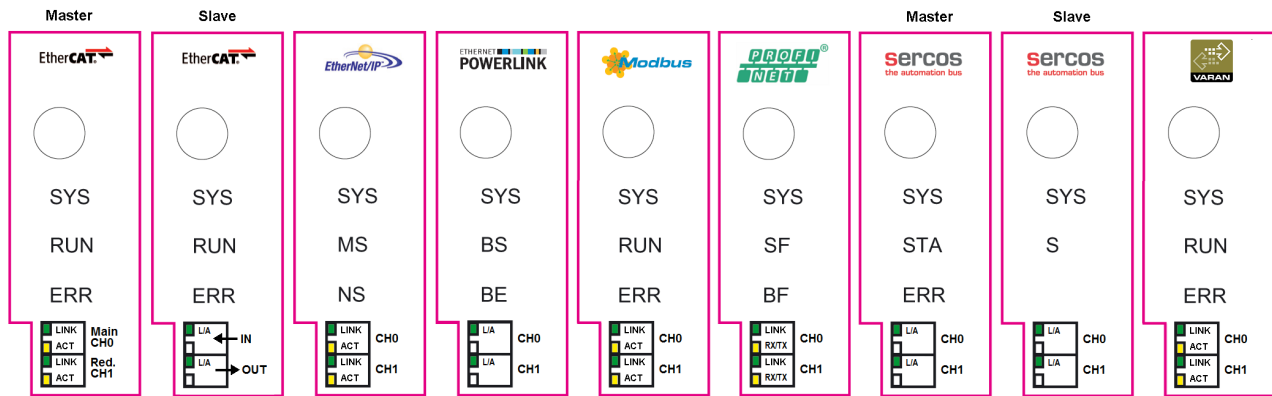 Master
Slave
Master
Slave
EtherCAT.
EtherCAT.
EtherNet/IP
ETHERNET
POWERLINK
Modbus
PROFI
NET
®
sercos
the automation bus
sercos
the automation bus
VARAN
SYS SYS SYS SYS SYS SYS SYS SYS SYS
RUN RUN MS BS RUN SF STA S RUN
ERR ERR NS BE ERR BF ERR ERR
LINK
ACT
LINK
ACT
Main
CH0
Red.
CH1
L/A
IN
L/A
OUT
LINK
ACT
LINK
ACT
CH0
CH1
L/A
L/A
CH0
CH1
LINK
ACT
LINK
ACT
CH0
CH1
LINK
RX/TX
LINK
RX/TX
CH0
CH1
L/A
L/A
CH0
CH1
L/A
L/A
CH0
CH1
LINK
ACT
LINK
ACT
CH0
CH1